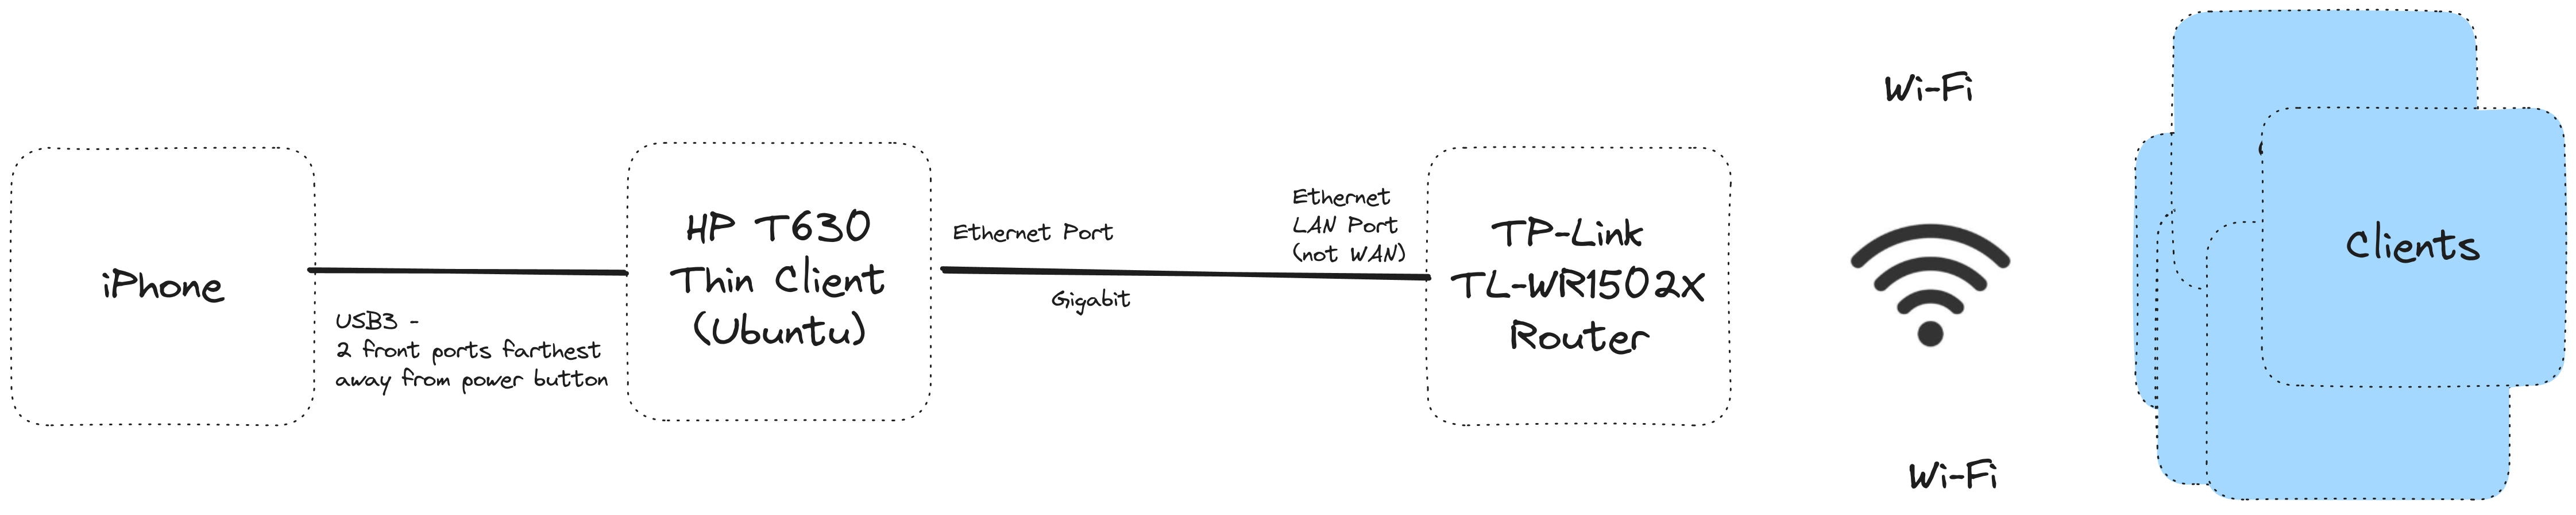 iPhone
USB3 -
2 front ports farthest
away from power button
HP T630
Thin Client
(Ubuntu)
Ethernet Port
Gigabit
Ethernet
LAN Port
(not WAN)
TP-Link
TL-WR1502X
Router
Wi-Fi
Wi-Fi
Clients